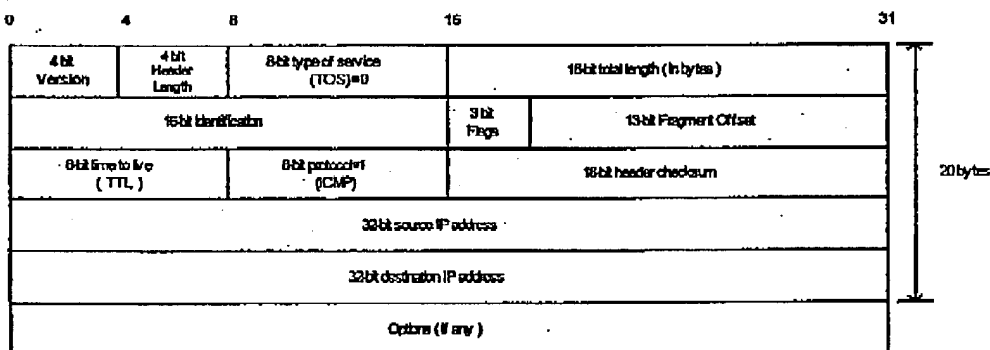 0 4 8 16 31
4 bit Version
4 bit Header Length
8-bit type of service (TOS)=0
16-bit total length (in bytes)
16-bit Identification
3 bit Flags
13-bit Fragment Offset
8-bit time to live (TTL)
8-bit protocol=1 (ICMP)
16-bit header checksum
20 bytes
32-bit source IP address
32-bit destination IP address
Options (if any)